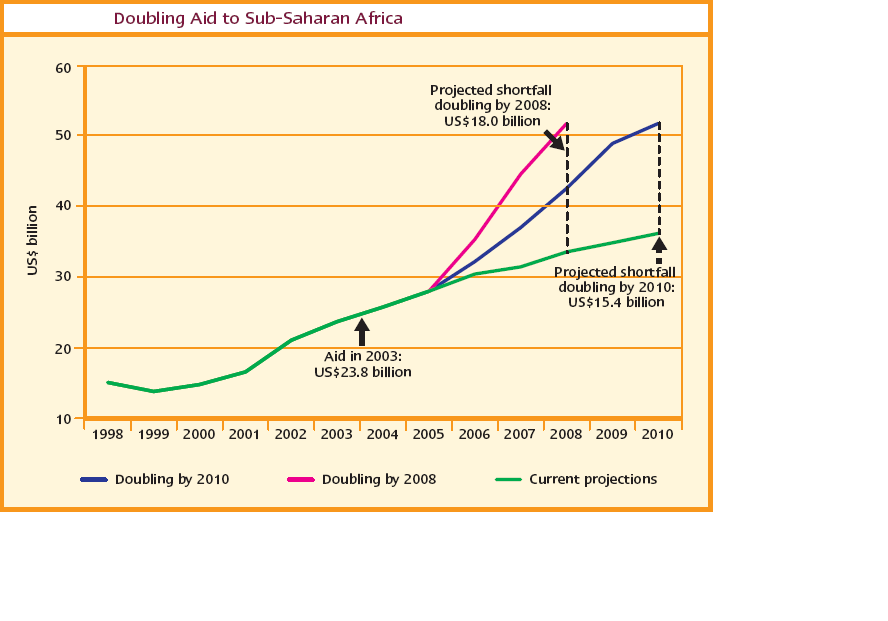 Doubling Aid to Sub-Saharan Africa
60
50
40
30
20
10
US$ billion
Projected shortfall
doubling by 2008:
US$18.0 billion
Projected shortfall
doubling by 2010:
US$15.4 billion
Aid in 2003:
US$23.8 billion
1998 1999 2000 2001 2002 2003 2004 2005 2006 2007 2008 2009 2010
Doubling by 2010 Doubling by 2008 Current projections